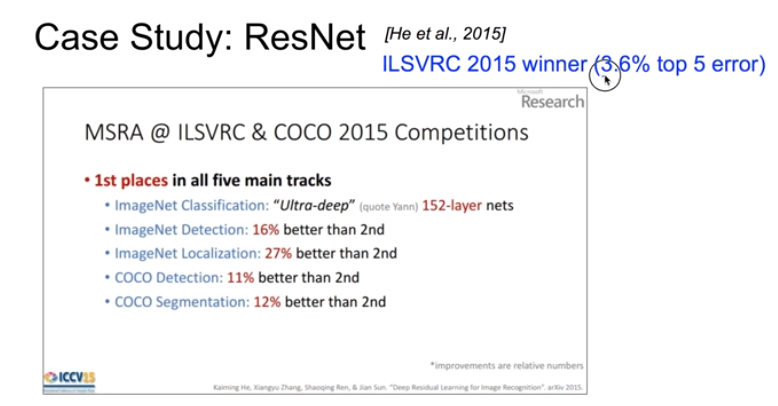 Case Study: ResNet [He et al., 2015]
ILSVRC 2015 winner (3.6% top 5 error)
Microsoft
Research
MSRA @ ILSVRC & COCO 2015 Competitions
• 1st places in all five main tracks
• ImageNet Classification: “Ultra-deep” (quote Yann) 152-layer nets
• ImageNet Detection: 16% better than 2nd
• ImageNet Localization: 27% better than 2nd
• COCO Detection: 11% better than 2nd
• COCO Segmentation: 12% better than 2nd
*improvements are relative numbers
ICCV15
Kaiming He, Xiangyu Zhang, Shaoqing Ren, & Jian Sun. “Deep Residual Learning for Image Recognition”. arXiv 2015.